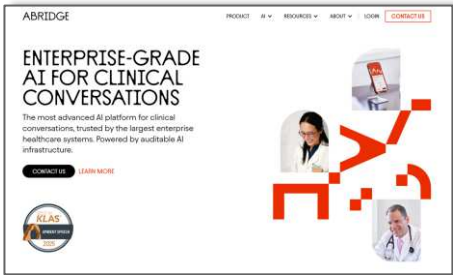 ABRIDGE
PRODUCT AI RESOURCES ABOUT LOGIN CONTACT US
ENTERPRISE-GRADE
AI FOR CLINICAL
CONVERSATIONS
The most advanced AI platform for clinical
conversations, trusted by the largest enterprise
healthcare systems. Powered by auditable AI
infrastructure.
CONTACT US LEARN MORE
KLAS
AMBIENT SPEECH
2025